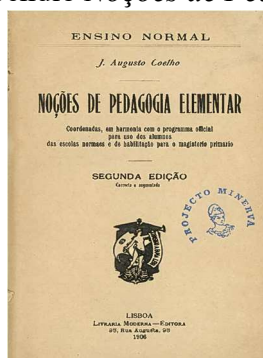 ENSINO NORMAL
J. Augusto Coelho
NOÇÕES DE PEDAGOGIA ELEMENTAR
Coordenadas, em harmonia com o programma official
para uso dos alumnos
das escolas normaes e de habilitação para o magisterio primario
SEGUNDA EDIÇÃO
Correcta e augmentada
PROJECTO MINERVA
LISBOA
LIVRARIA MODERNA—EDITORA
95, Rua Augusta, 95
1906